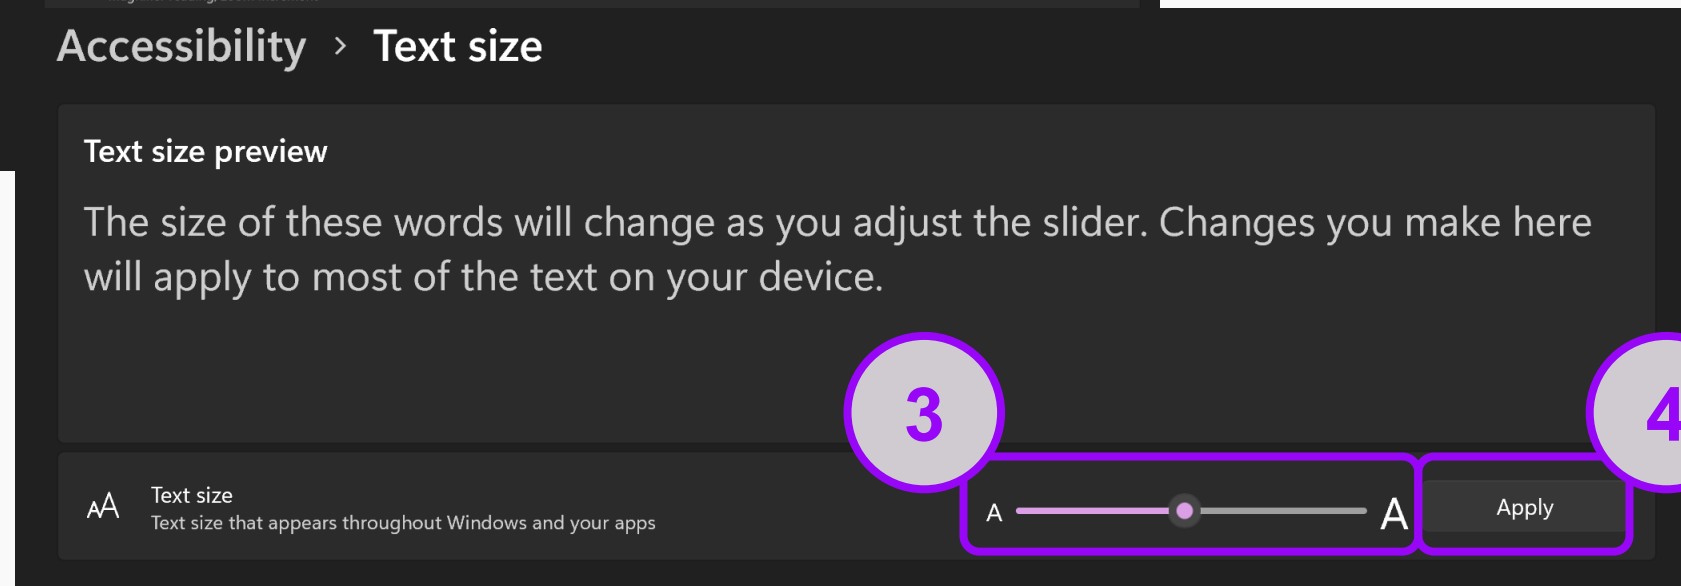 Accessibility > Text size
Text size preview
The size of these words will change as you adjust the slider. Changes you make here
will apply to most of the text on your device.
3
4
Text size
Text size that appears throughout Windows and your apps
A
A
Apply